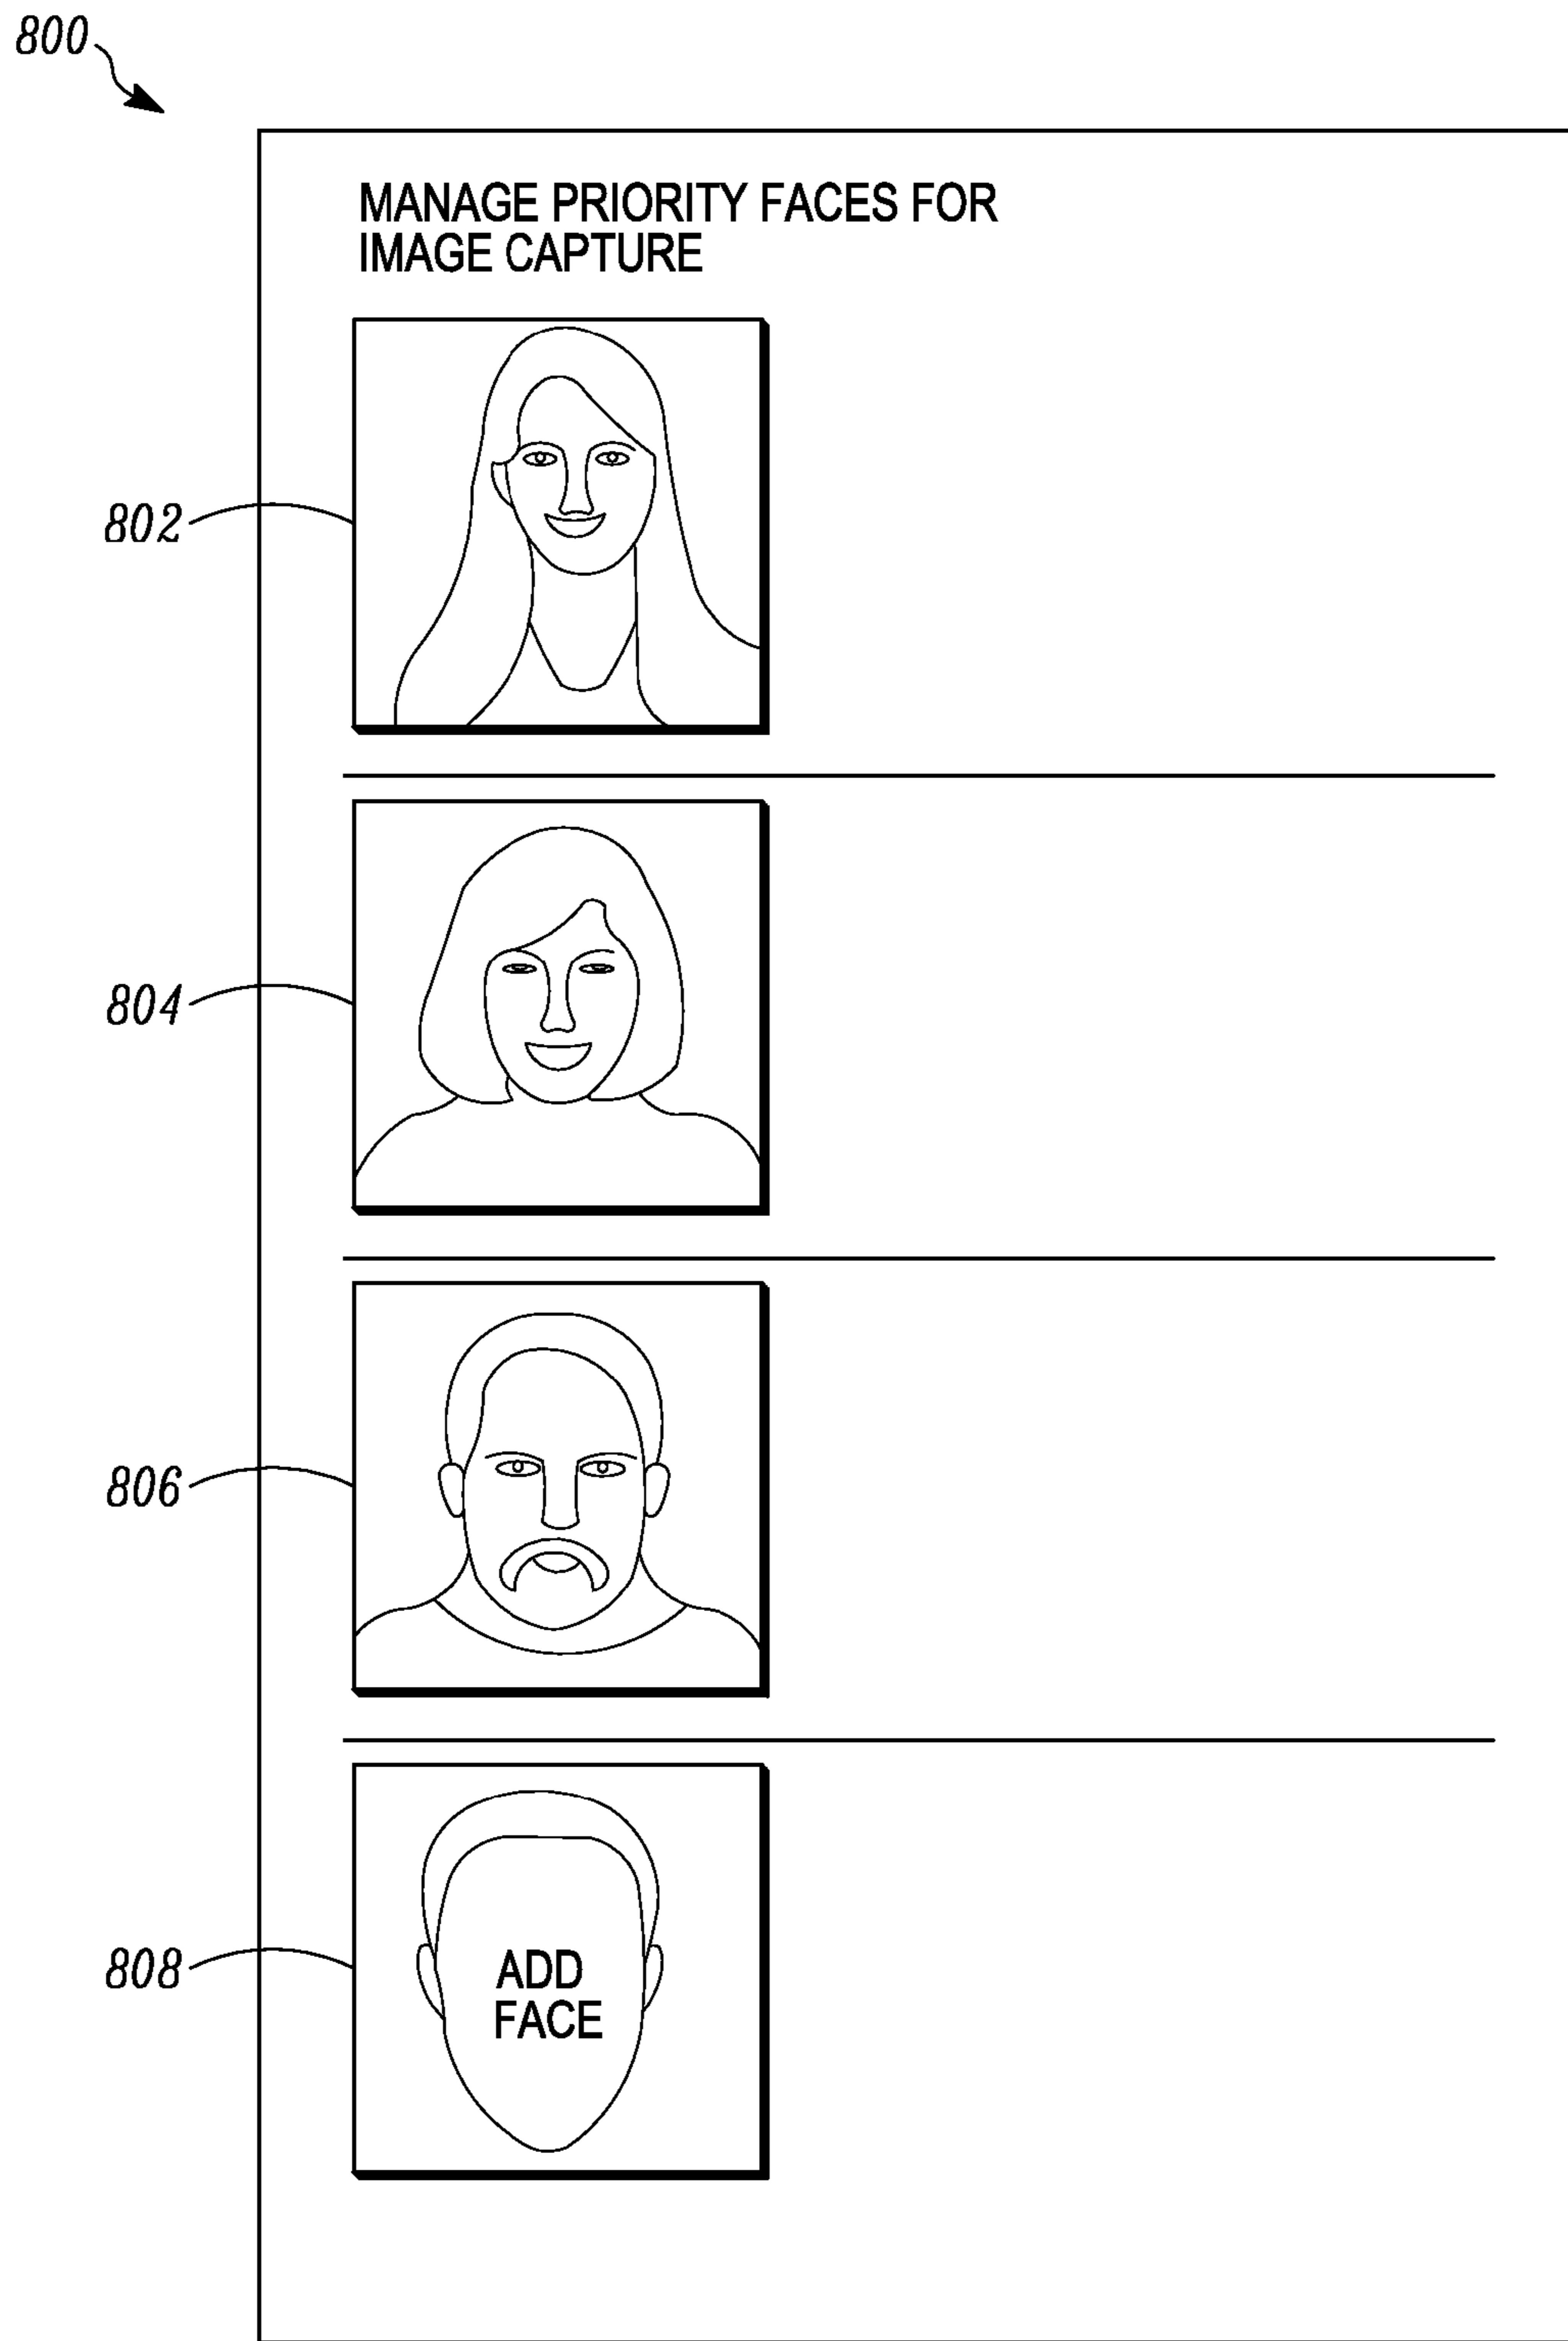 800
MANAGE PRIORITY FACES FOR
IMAGE CAPTURE
802
804
806
808
ADD
FACE